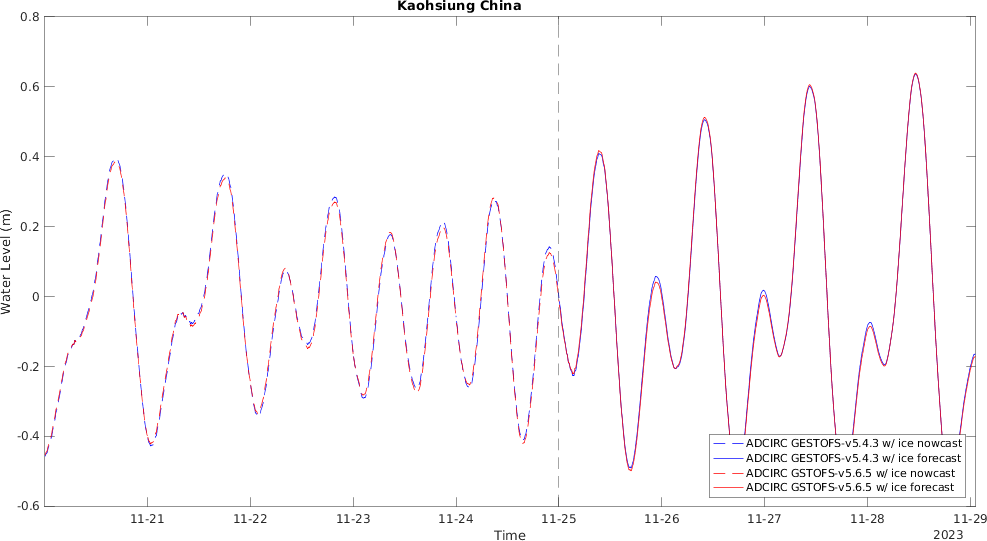 Kaohsiung China
0.8
0.6
0.4
0.2
0
-0.2
-0.4
-0.6
Water Level (m)
ADCIRC GESTOFS-v5.4.3 w/ ice nowcast
ADCIRC GESTOFS-v5.4.3 w/ ice forecast
ADCIRC GSTOFS-v5.6.5 w/ ice nowcast
ADCIRC GSTOFS-v5.6.5 w/ ice forecast
11-21 11-22 11-23 11-24 11-25 11-26 11-27 11-28 11-29
Time
2023